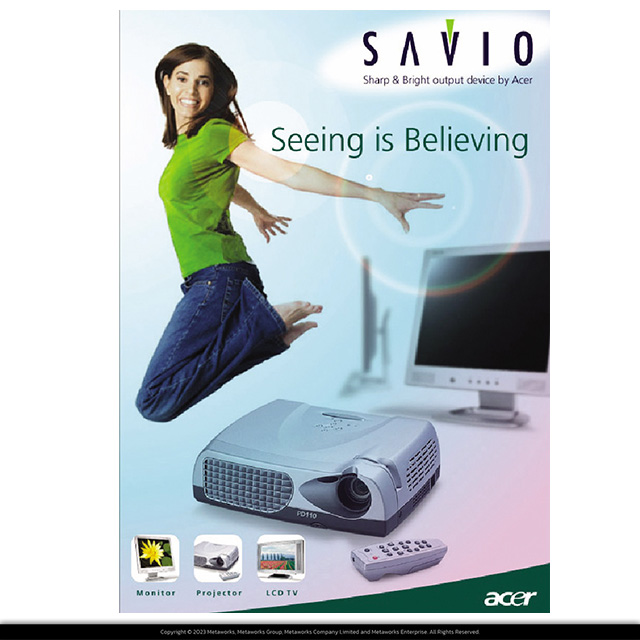 SAVIO
Sharp & Bright output device by Acer
Seeing is Believing
PD110
Monitor Projector LCD TV
acer
Copyright © 2023 Metaworks, Metaworks Group, Metaworks Company Limited and Metaworks Enterprise. All Rights Reserved.